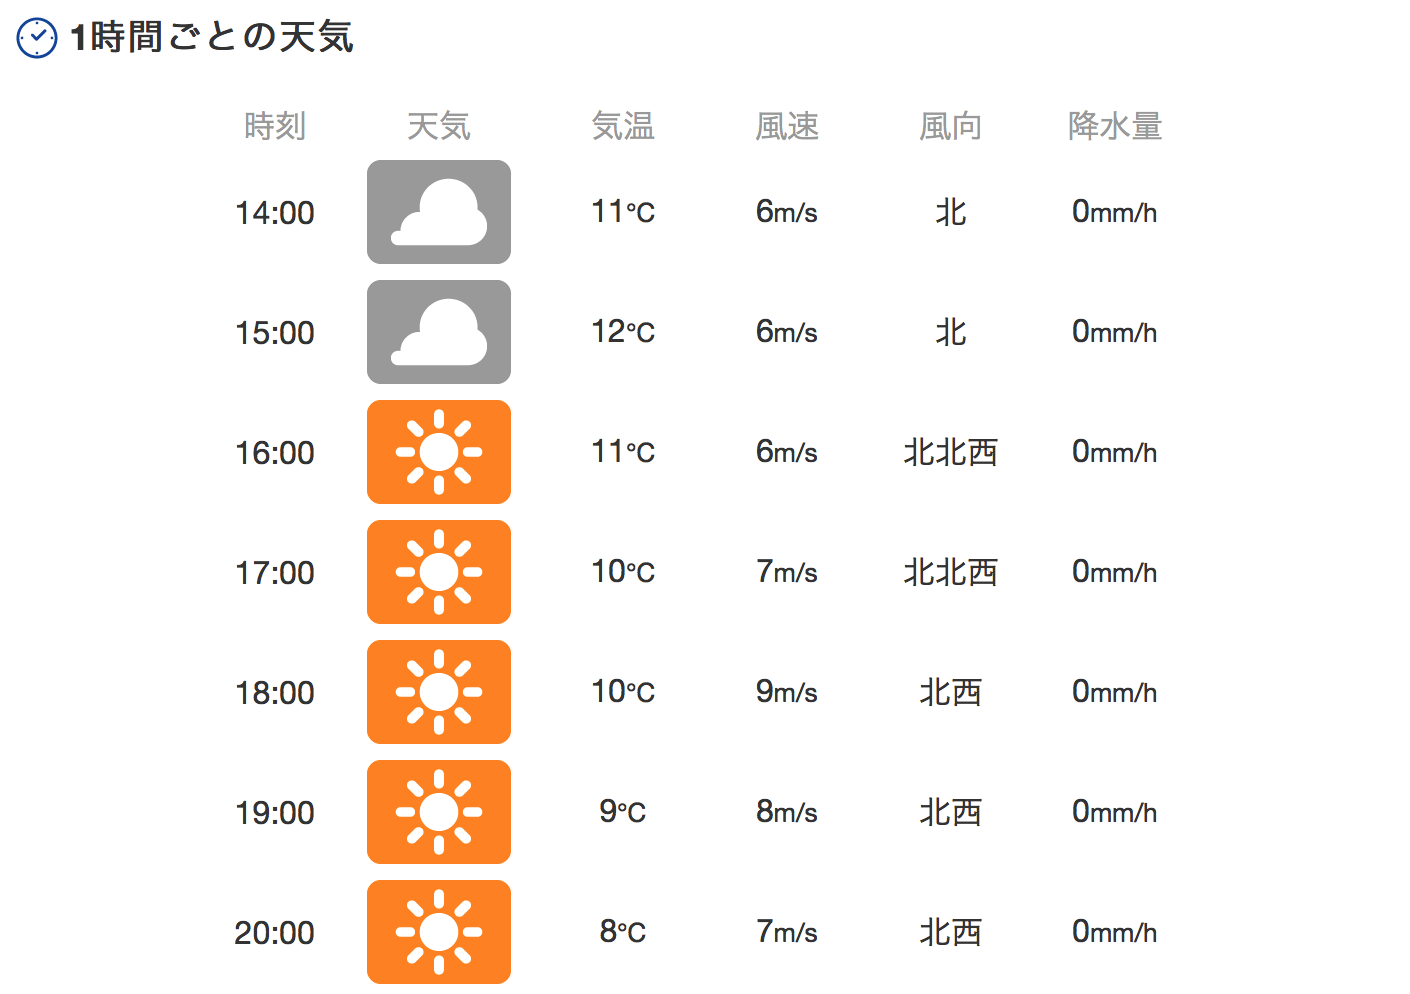 1時間ごとの天気
時刻 天気 気温 風速 風向 降水量
14:00 11°C 6m/s 北 0mm/h
15:00 12°C 6m/s 北 0mm/h
16:00 11°C 6m/s 北北西 0mm/h
17:00 10°C 7m/s 北北西 0mm/h
18:00 10°C 9m/s 北西 0mm/h
19:00 9°C 8m/s 北西 0mm/h
20:00 8°C 7m/s 北西 0mm/h